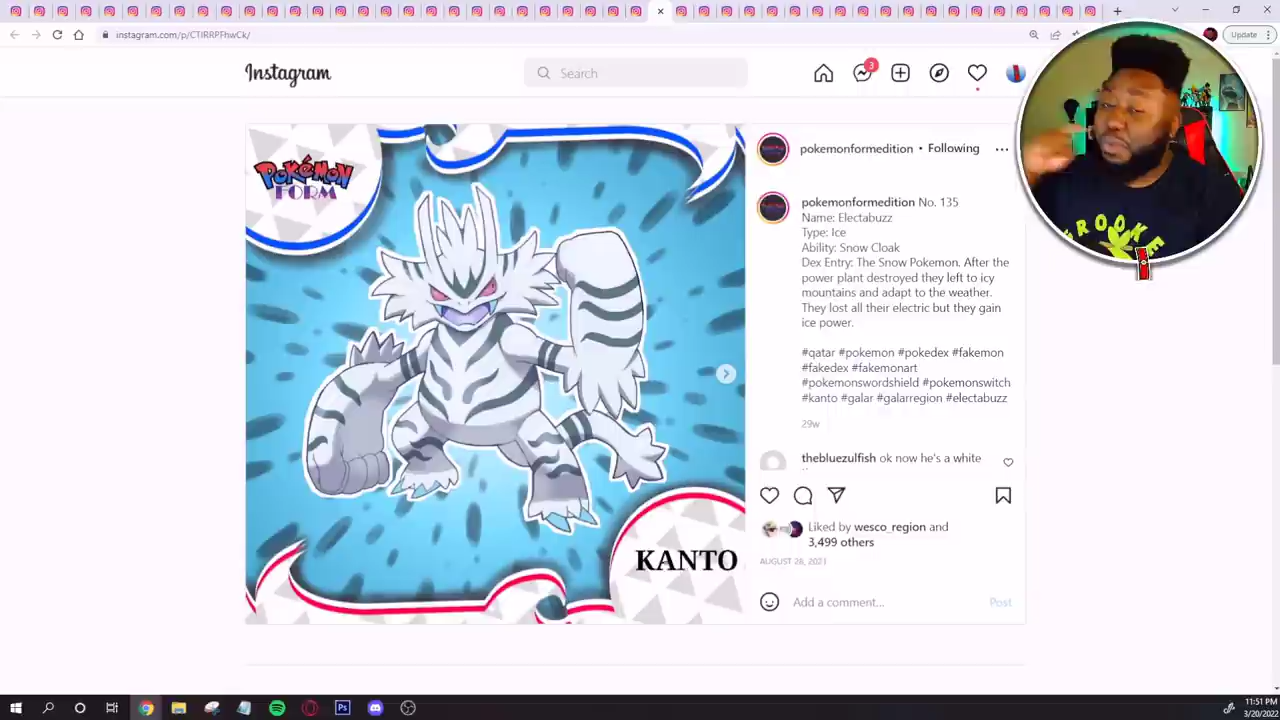 instagram.com/p/CTIRRPFhwCk/
Update
Instagram
Search
3
POKéMON
FORM
KANTO
pokemonformedition • Following
pokemonformedition No. 135
Name: Electabuzz
Type: Ice
Ability: Snow Cloak
Dex Entry: The Snow Pokemon. After the
power plant destroyed they left to icy
mountains and adapt to the weather.
They lost all their electric but they gain
ice power.
#qatar #pokemon #pokedex #fakemon
#fakedex #fakemonart
#pokemonswordshield #pokemonswitch
#kanto #galar #galarregion #electabuzz
29w
thebluezulfish ok now he's a white
Liked by wesco_region and
3,499 others
Add a comment...
Post
Ps
11:51 PM
3/20/2022